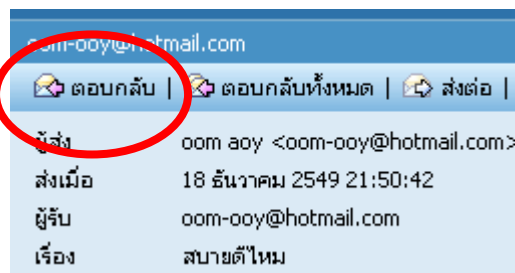 oom-ooy@hotmail.com
ตอบกลับ | ตอบกลับทั้งหมด | ส่งต่อ |
ผู้ส่ง oom aoy <oom-ooy@hotmail.com>
ส่งเมื่อ 18 ธันวาคม 2549 21:50:42
ผู้รับ oom-ooy@hotmail.com
เรื่อง สบายดีไหม